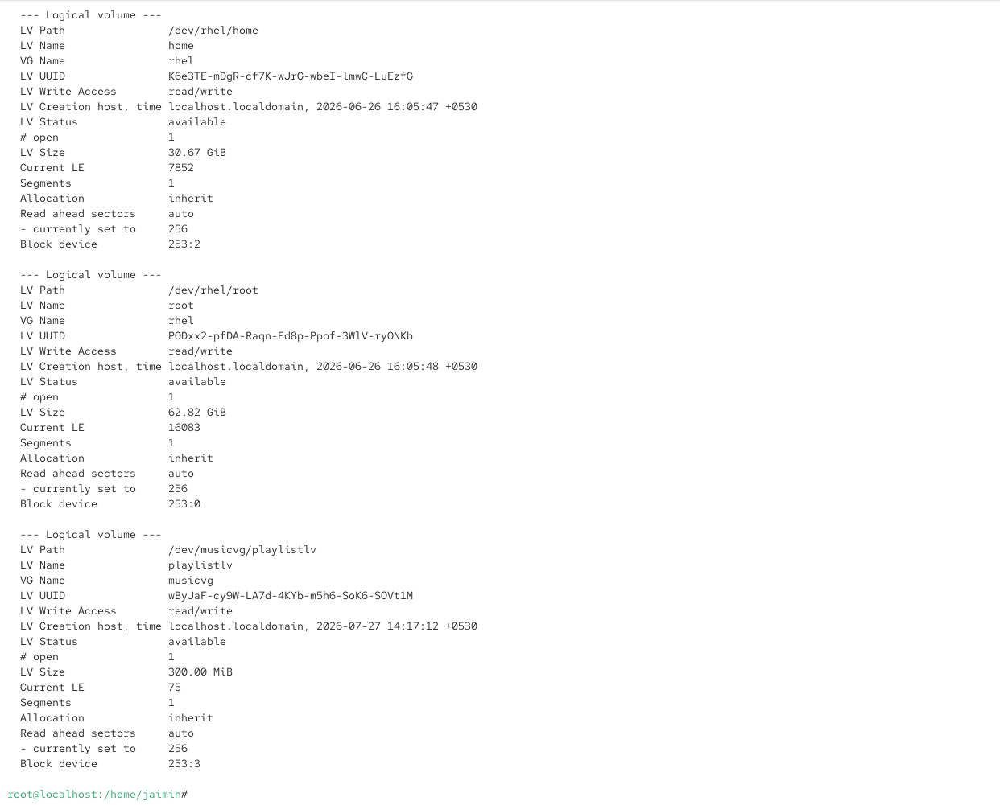 --- Logical volume ---
LV Path                /dev/rhel/home
LV Name                home
VG Name                rhel
LV UUID                K6e3TE-mDgR-cf7K-wJrG-wbeI-lmwC-LuEzfG
LV Write Access        read/write
LV Creation host, time localhost.localdomain, 2026-06-26 16:05:47 +0530
LV Status              available
# open                 1
LV Size                30.67 GiB
Current LE             7852
Segments               1
Allocation             inherit
Read ahead sectors     auto
- currently set to     256
Block device           253:2

--- Logical volume ---
LV Path                /dev/rhel/root
LV Name                root
VG Name                rhel
LV UUID                PODxx2-pfDA-Raqn-Ed8p-Ppof-3WlV-ryONKb
LV Write Access        read/write
LV Creation host, time localhost.localdomain, 2026-06-26 16:05:48 +0530
LV Status              available
# open                 1
LV Size                62.82 GiB
Current LE             16083
Segments               1
Allocation             inherit
Read ahead sectors     auto
- currently set to     256
Block device           253:0

--- Logical volume ---
LV Path                /dev/musicvg/playlistlv
LV Name                playlistlv
VG Name                musicvg
LV UUID                wByJaF-cy9W-LA7d-4KYb-m5h6-SoK6-SOVt1M
LV Write Access        read/write
LV Creation host, time localhost.localdomain, 2026-07-27 14:17:12 +0530
LV Status              available
# open                 1
LV Size                300.00 MiB
Current LE             75
Segments               1
Allocation             inherit
Read ahead sectors     auto
- currently set to     256
Block device           253:3

root@localhost:/home/jaimin#